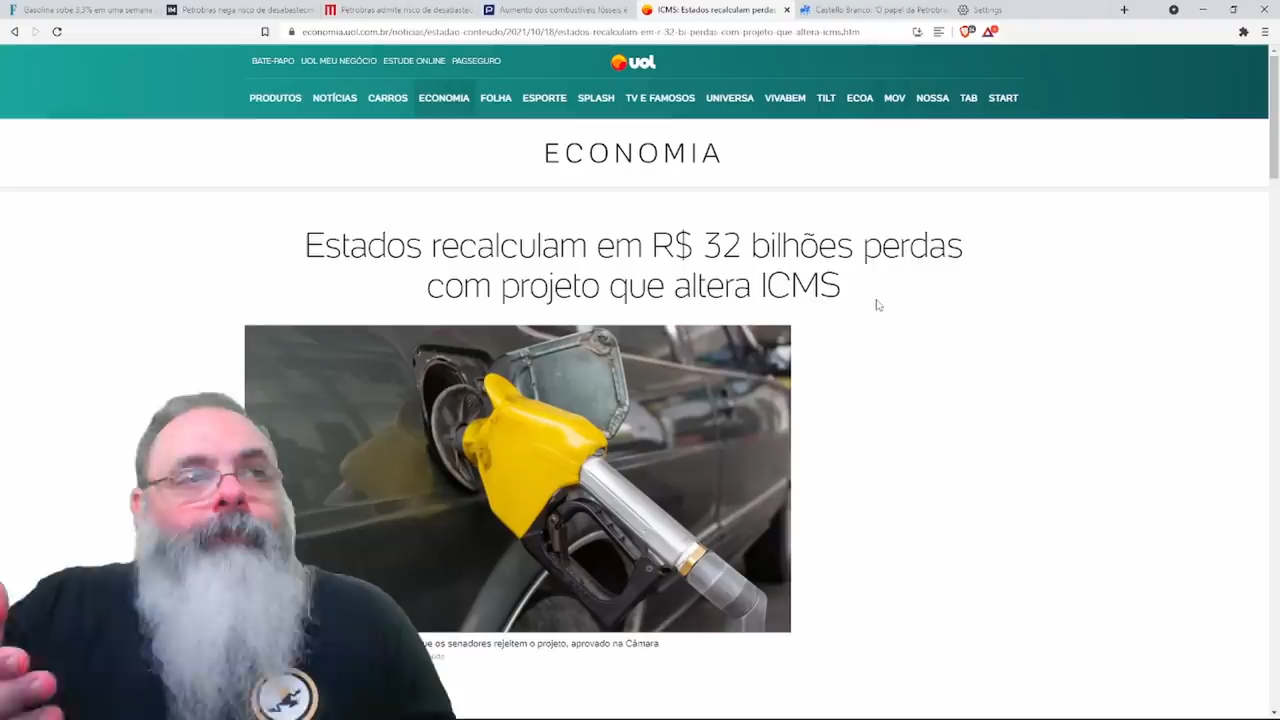 Gasolina sobe 3,3% em uma semana
Petrobras nega risco de desabastecim
Petrobras admite risco de desabastec
Aumento dos combustíveis fósseis é
ICMS: Estados recalculam perdas
Castello Branco: 'O papel da Petrobra
Settings
economia.uol.com.br/noticias/estadao-conteudo/2021/10/18/estados-recalculam-em-r-32-bi-perdas-com-projeto-que-altera-icms.htm
BATE-PAPO UOL MEU NEGÓCIO ESTUDE ONLINE PAGSEGURO
uol
PRODUTOS NOTÍCIAS CARROS ECONOMIA FOLHA ESPORTE SPLASH TV E FAMOSOS UNIVERSA VIVABEM TILT ECOA MOV NOSSA TAB START
ECONOMIA
Estados recalculam em R$ 32 bilhões perdas
com projeto que altera ICMS
que os senadores rejeitem o projeto, aprovado na Câmara